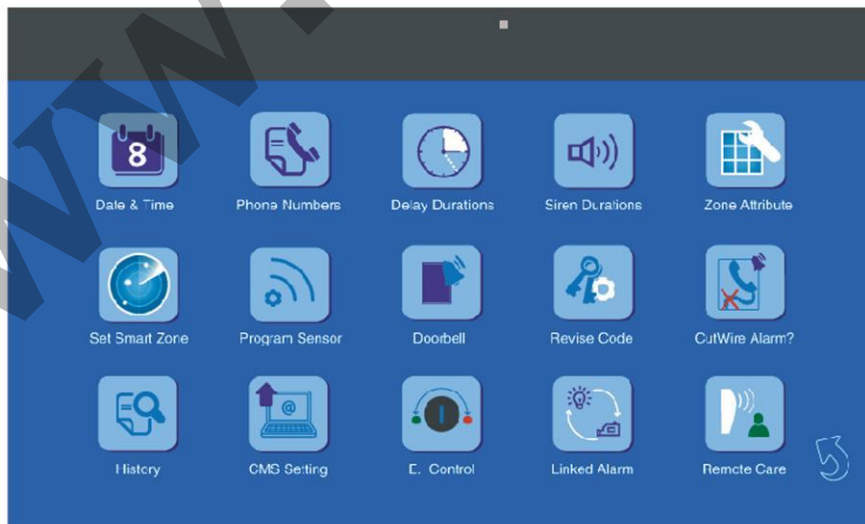 Date & Time
Phone Numbers
Delay Durations
Siren Durations
Zone Attribute
Set Smart Zone
Program Sensor
Doorbell
Revise Code
CutWire Alarm?
History
CMS Setting
E. Control
Linked Alarm
Remote Care
8
@